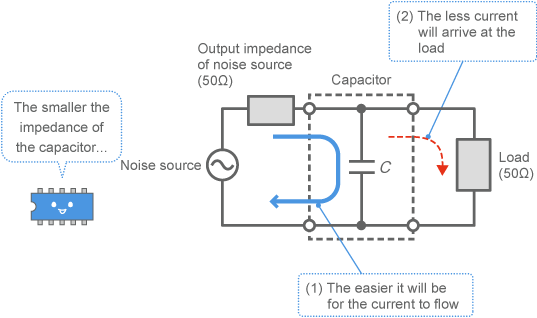 (2) The less current
will arrive at the
load
Output impedance
of noise source
(50Ω)
Capacitor
The smaller the
impedance of
the capacitor...
Noise source
C
Load
(50Ω)
(1) The easier it will be
for the current to flow